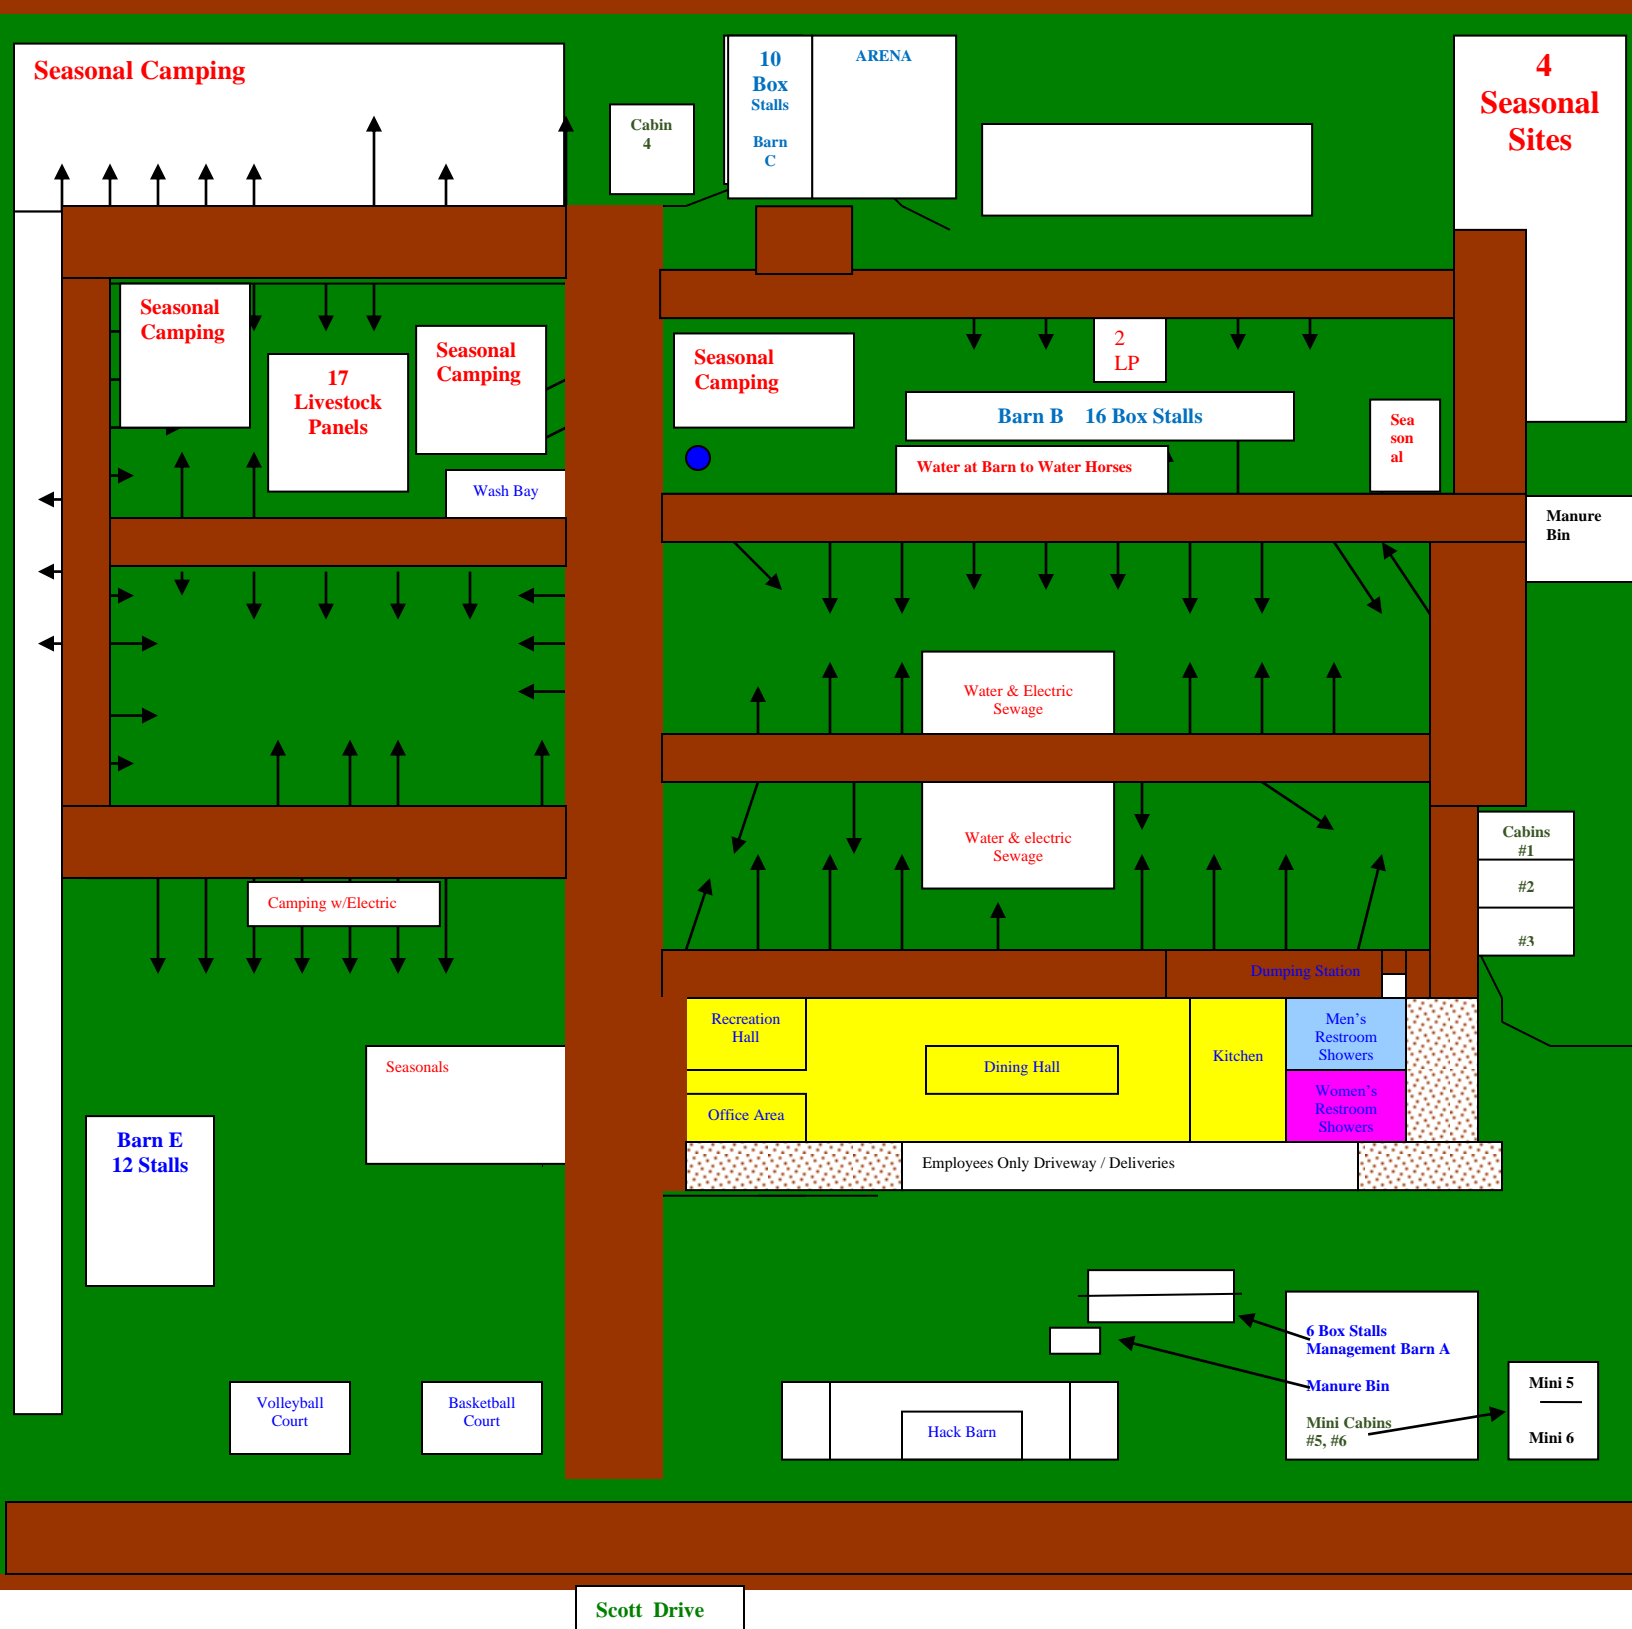 Seasonal Camping
10
Box
Stalls
Barn
C
ARENA
4
Seasonal
Sites
Cabin
4
Seasonal
Camping
17
Livestock
Panels
Seasonal
Camping
Seasonal
Camping
2
LP
Barn B 16 Box Stalls
Sea
son
al
Water at Barn to Water Horses
Wash Bay
Manure
Bin
Water & Electric
Sewage
Water & electric
Sewage
Cabins
#1
#2
#3
Camping w/Electric
Dumping Station
Recreation
Hall
Men's
Restroom
Showers
Kitchen
Dining Hall
Seasonals
Women's
Restroom
Showers
Office Area
Barn E
12 Stalls
Employees Only Driveway / Deliveries
6 Box Stalls
Management Barn A
Manure Bin
Mini Cabins
#5, #6
Mini 5
Mini 6
Volleyball
Court
Basketball
Court
Hack Barn
Scott Drive